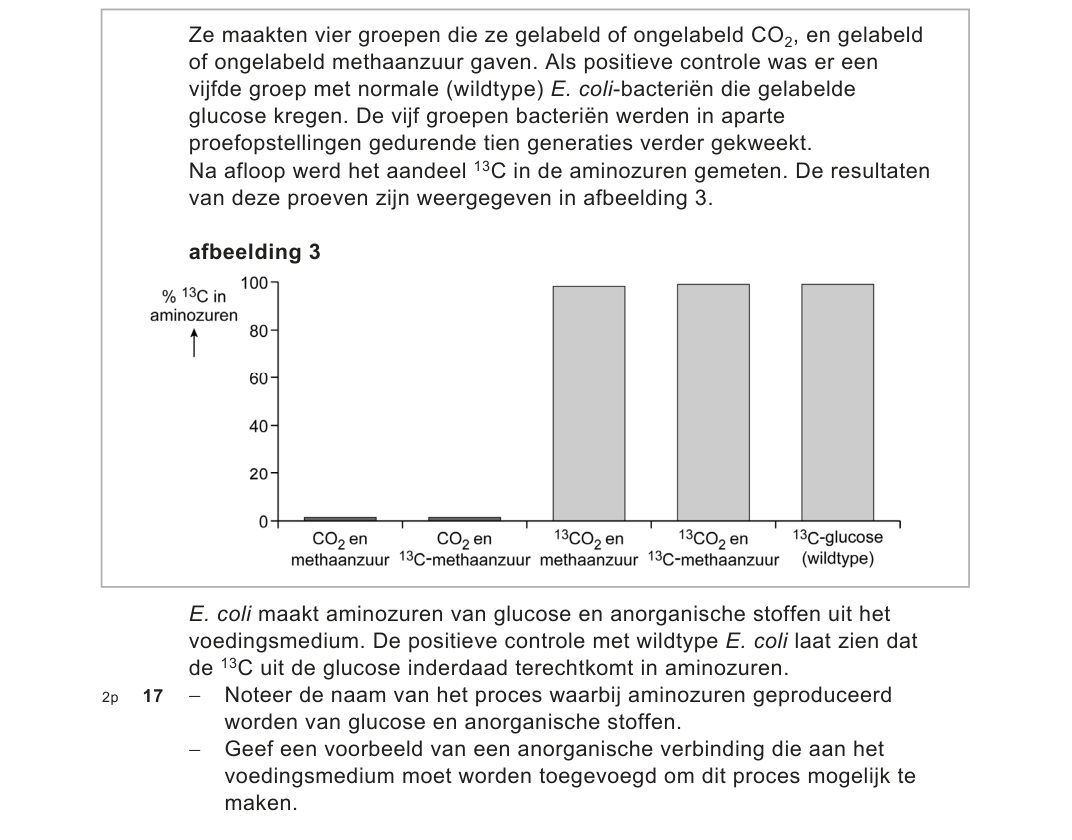 Ze maakten vier groepen die ze gelabeld of ongelabeld CO₂, en gelabeld
of ongelabeld methaanzuur gaven. Als positieve controle was er een
vijfde groep met normale (wildtype) E. coli-bacteriën die gelabelde
glucose kregen. De vijf groepen bacteriën werden in aparte
proefopstellingen gedurende tien generaties verder gekweekt.
Na afloop werd het aandeel ¹³C in de aminozuren gemeten. De resultaten
van deze proeven zijn weergegeven in afbeelding 3.
afbeelding 3
% ¹³C in
aminozuren
100
80
60
40
20
0
CO₂ en
methaanzuur
CO₂ en
¹³C-methaanzuur
¹³CO₂ en
methaanzuur
¹³CO₂ en
¹³C-methaanzuur
¹³C-glucose
(wildtype)
E. coli maakt aminozuren van glucose en anorganische stoffen uit het
voedingsmedium. De positieve controle met wildtype E. coli laat zien dat
de ¹³C uit de glucose inderdaad terechtkomt in aminozuren.
2p 17 – Noteer de naam van het proces waarbij aminozuren geproduceerd
worden van glucose en anorganische stoffen.
– Geef een voorbeeld van een anorganische verbinding die aan het
voedingsmedium moet worden toegevoegd om dit proces mogelijk te
maken.